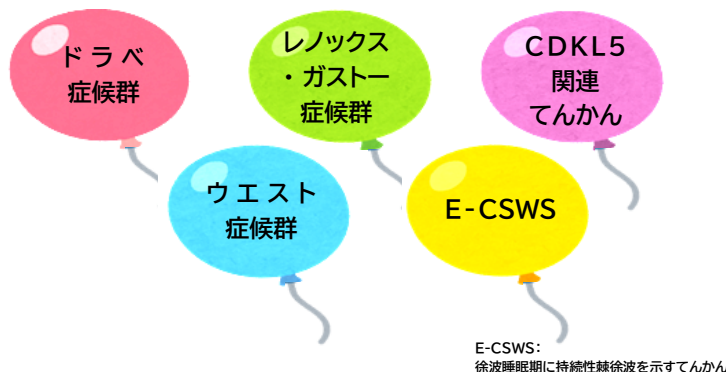 ドラベ
症候群
レノックス
・ガストー
症候群
CDKL5
関連
てんかん
ウエスト
症候群
E-CSWS
E-CSWS：
徐波睡眠期に持続性棘徐波を示すてんかん